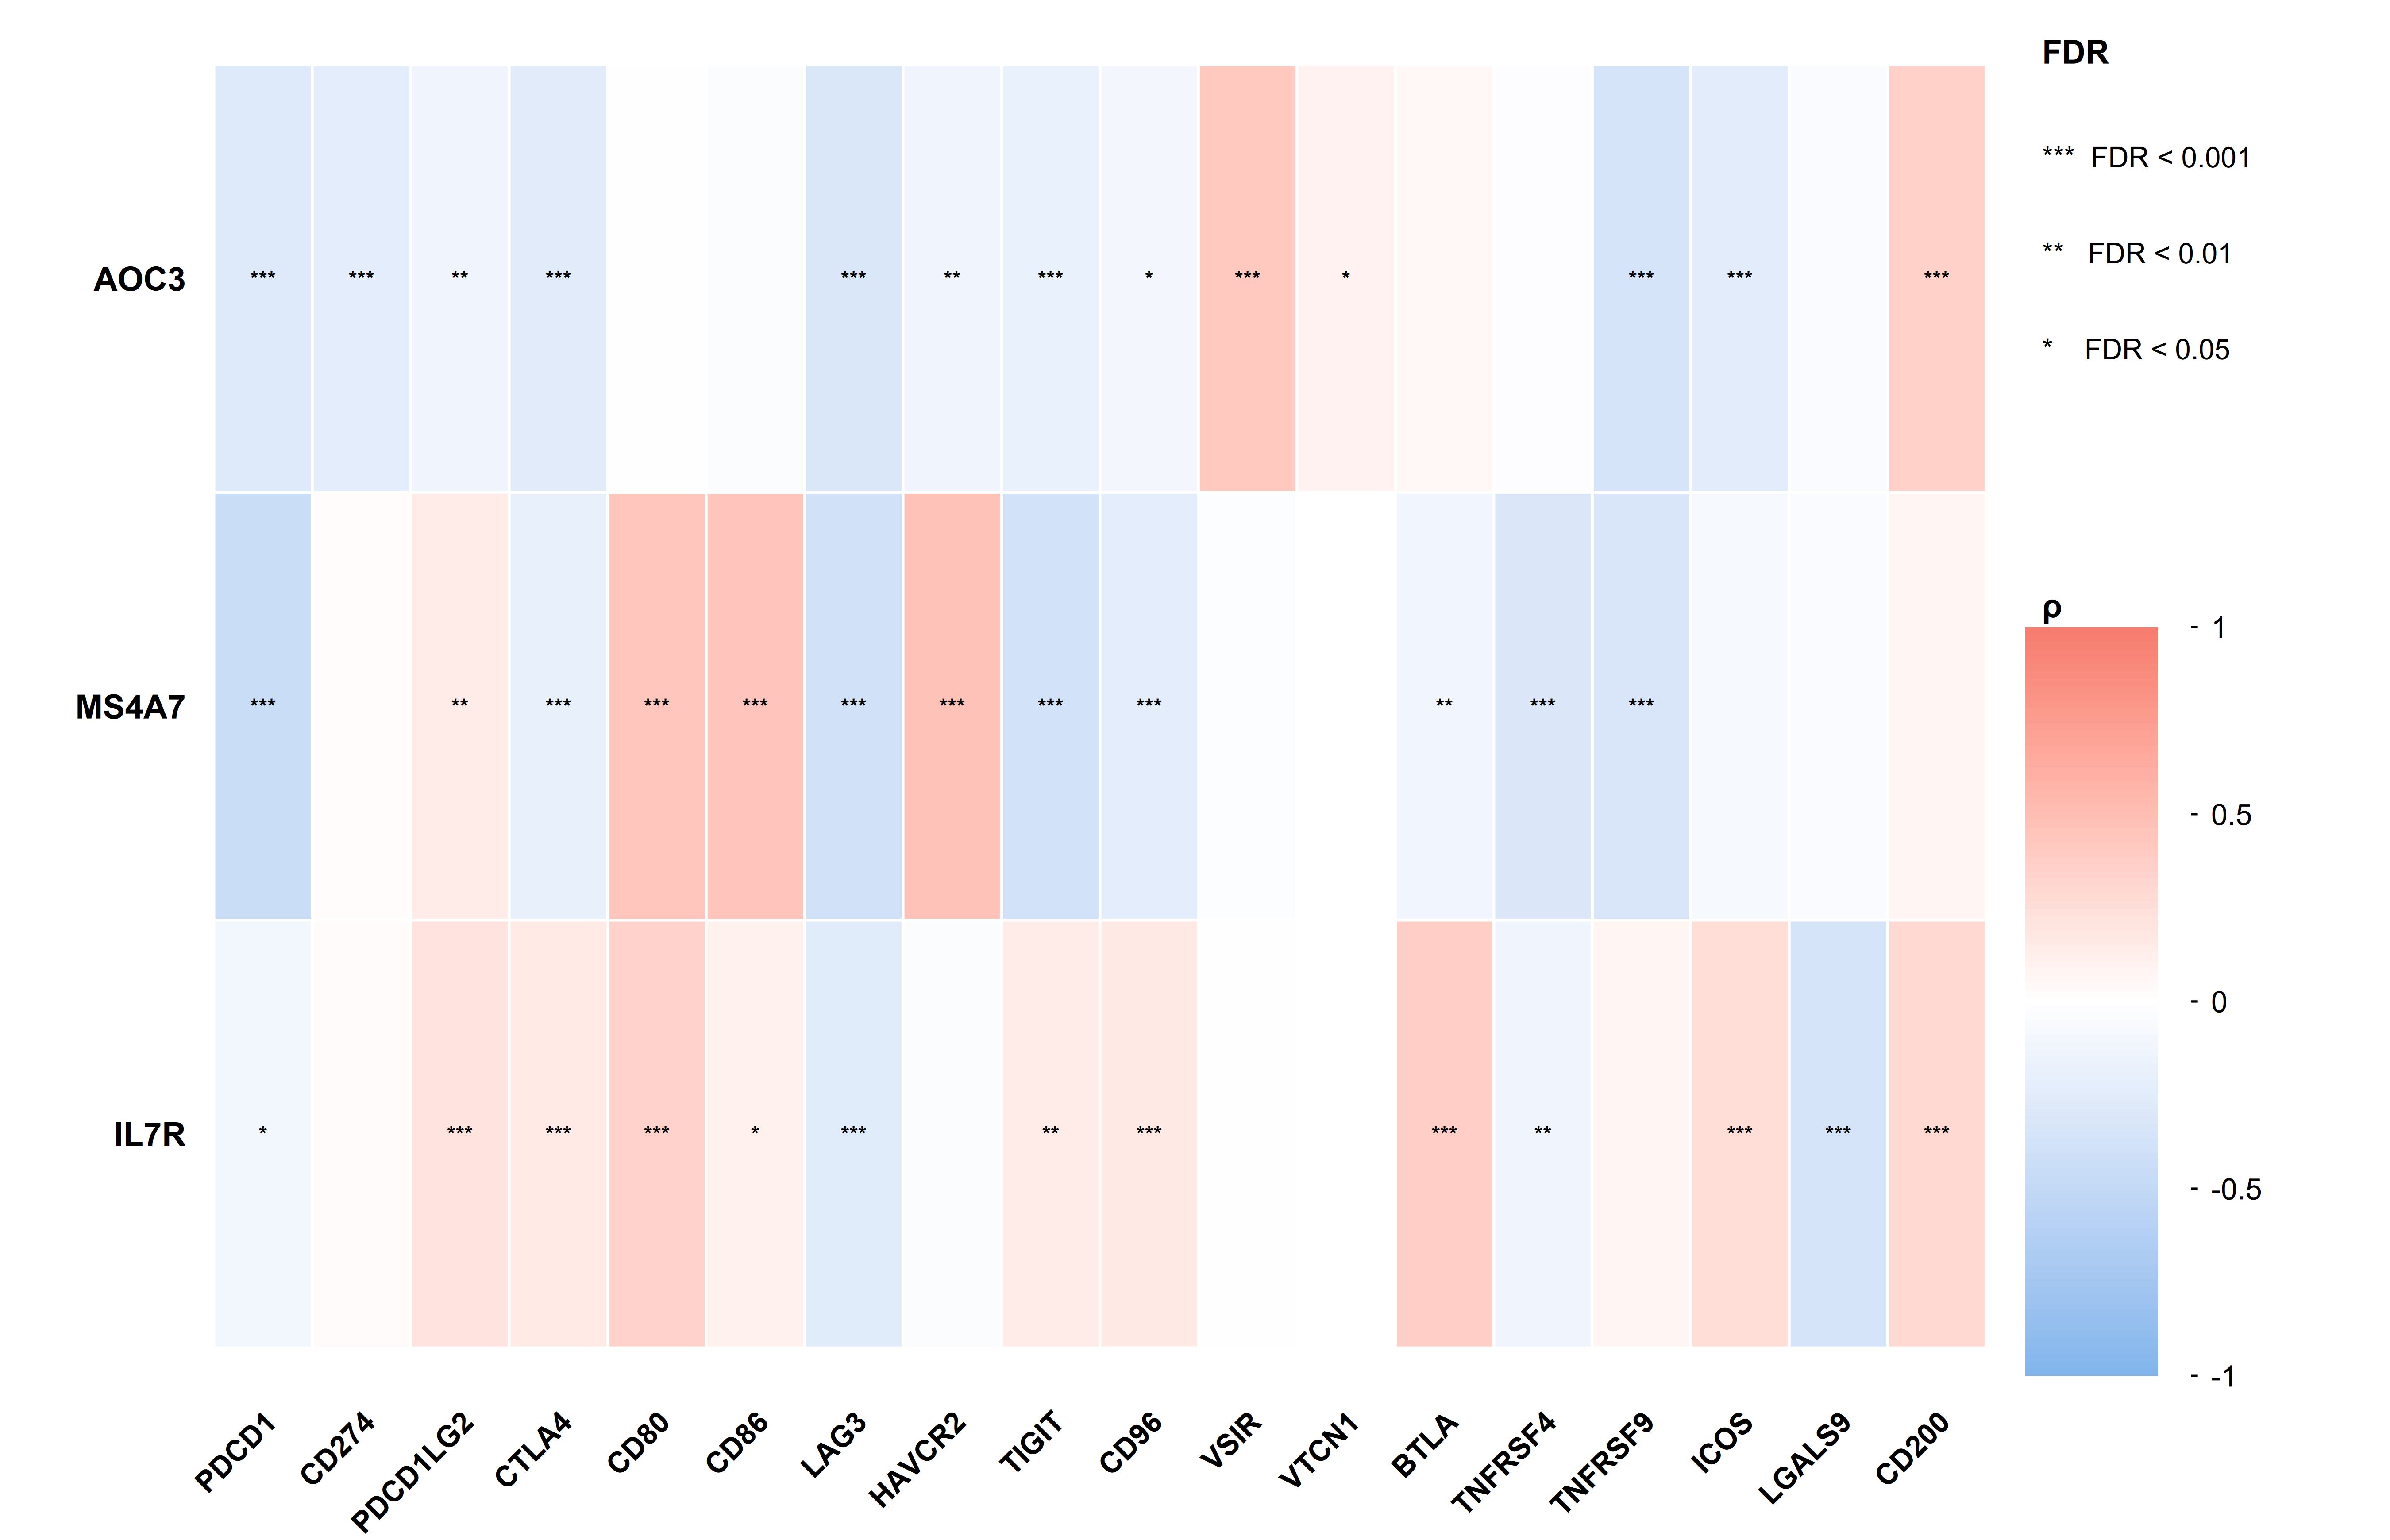 FDR
*** FDR < 0.001
** FDR < 0.01
* FDR < 0.05
AOC3 *** *** ** *** *** ** *** * *** * *** *** ***
MS4A7 *** ** *** *** *** *** *** *** *** ** *** ***
IL7R * *** *** *** * *** ** *** *** ** *** *** ***
ρ
1
0.5
0
-0.5
-1
PDCD1 CD274 PDCD1LG2 CTLA4 CD80 CD86 LAG3 HAVCR2 TIGIT CD96 VSIR VTCN1 BTLA TNFRSF4 TNFRSF9 ICOS LGALS9 CD200